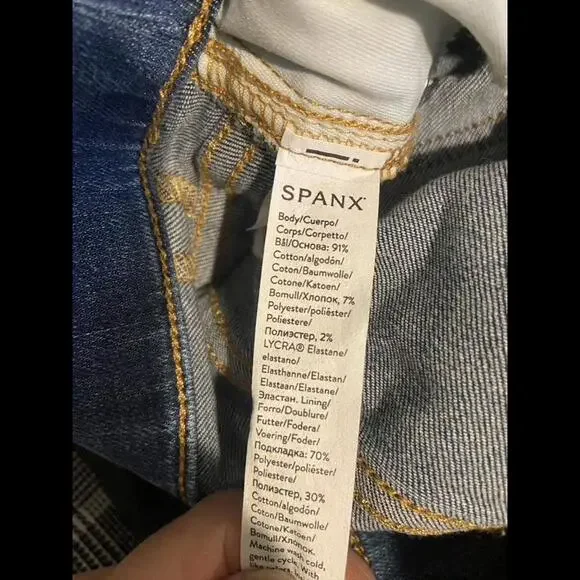 SPANX
Body/Cuerpo/
Corps/Corpetto/
Bål/Основа: 91%
Cotton/algodón/
Coton/Baumwolle/
Cotone/Katoen/
Bomull/Хлопок, 7%
Polyester/poliéster/
Poliestere/
Полиэстер, 2%
LYCRA® Elastane/
elastano/
Elasthanne/Elastan/
Elastaan/Elastane/
Эластан. Lining/
Forro/Doublure/
Futter/Fodera/
Voering/Foder/
Подкладка: 70%
Polyester/poliéster/
Poliestere/
Полиэстер, 30%
Cotton/algodón/
Coton/Baumwolle/
Cotone/Katoen/
Bomull/Хлопок.
Machine wash cold,
gentle cycle. With
like colors.